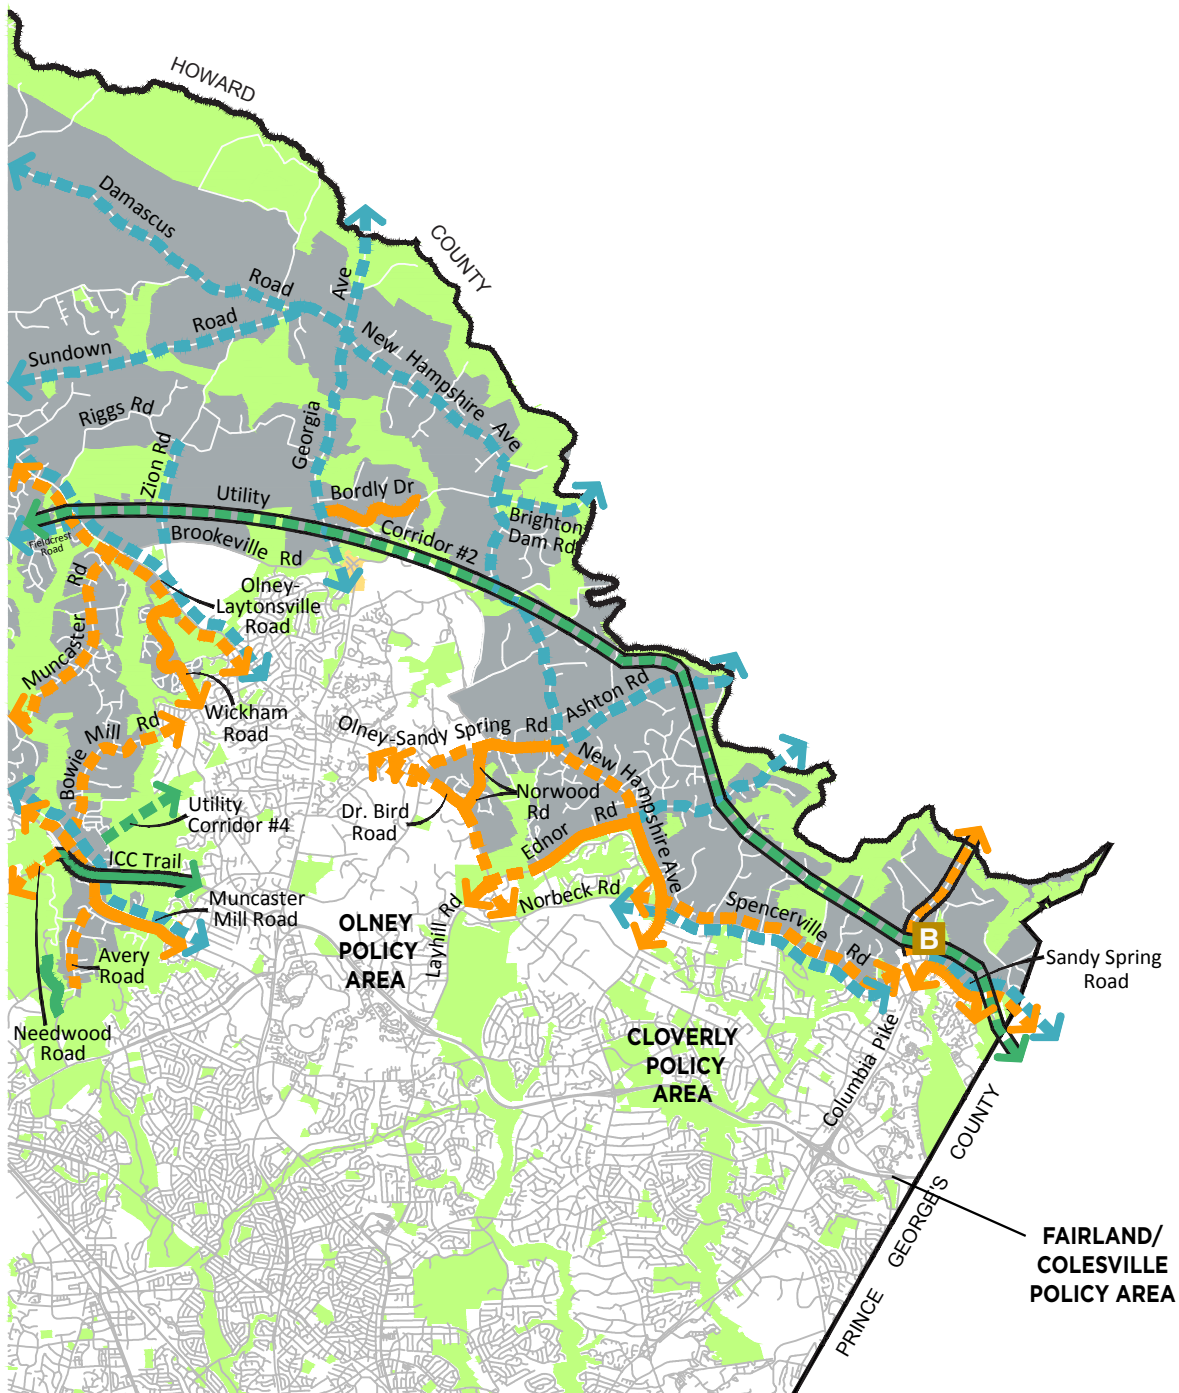 HOWARD
COUNTY
Damascus
Road
Ave
Sundown
Road
New Hampshire Ave
Riggs Rd
Zion Rd
Georgia
Utility
Corridor #2
Bordly Dr
Brighton
Dam Rd
Fieldcrest
Road
Brookeville Rd
Olney-
Laytonsville
Road
Muncaster
Rd
Wickham
Road
Bowie
Mill Rd
Olney-Sandy Spring Rd
Ashton Rd
New Hampshire Ave
Norwood
Rd
Dr. Bird
Road
Ednor Rd
Utility
Corridor #4
ICC Trail
Muncaster
Mill Road
Norbeck Rd
Layhill Rd
Spencerville
Rd
B
OLNEY
POLICY
AREA
Avery
Road
Sandy Spring
Road
Needwood
Road
CLOVERLY
POLICY
AREA
Columbia Pike
PRINCE GEORGE'S COUNTY
FAIRLAND/
COLESVILLE
POLICY AREA